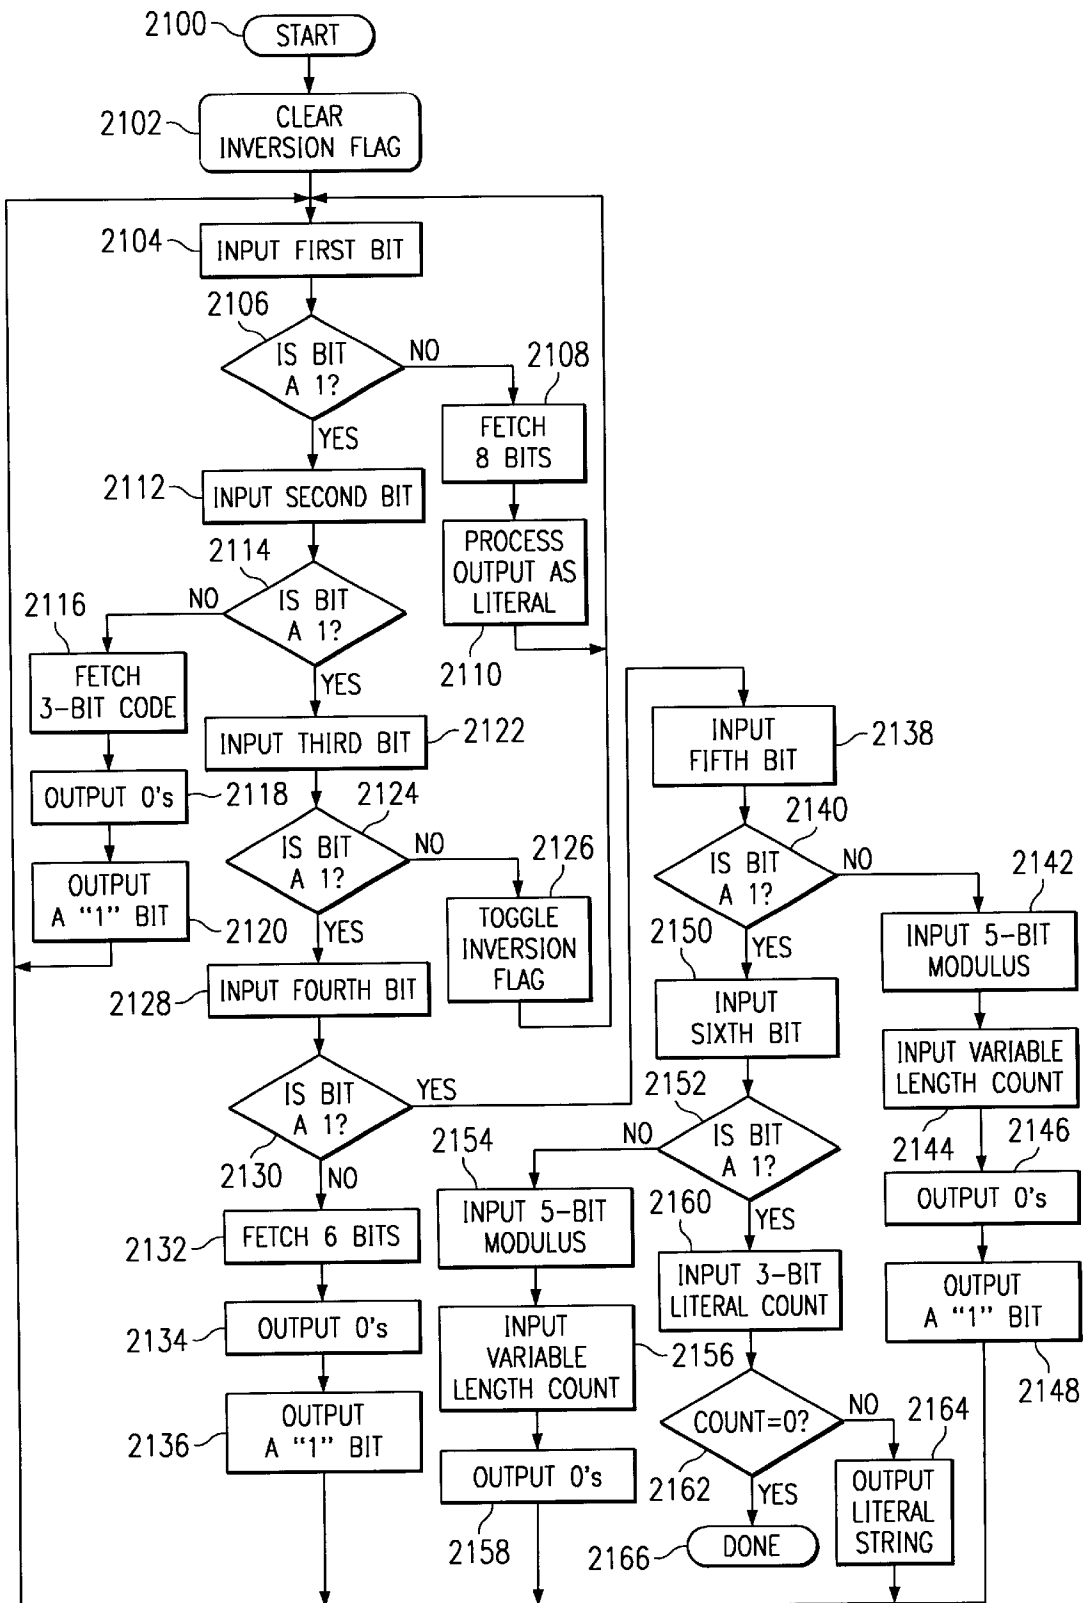 2100
START
2102
CLEAR
INVERSION FLAG
2104
INPUT FIRST BIT
2106
IS BIT
A 1?
NO
YES
2108
FETCH
8 BITS
2112
INPUT SECOND BIT
PROCESS
OUTPUT AS
LITERAL
2110
2114
IS BIT
A 1?
NO
YES
2116
FETCH
3-BIT CODE
OUTPUT 0's
2118
OUTPUT
A "1" BIT
2120
INPUT THIRD BIT
2122
2124
IS BIT
A 1?
NO
YES
2126
TOGGLE
INVERSION
FLAG
2128
INPUT FOURTH BIT
IS BIT
A 1?
YES
2130
NO
2132
FETCH 6 BITS
2134
OUTPUT 0's
2136
OUTPUT
A "1" BIT
INPUT
FIFTH BIT
2138
2140
IS BIT
A 1?
NO
YES
2142
INPUT 5-BIT
MODULUS
INPUT VARIABLE
LENGTH COUNT
2144
2146
OUTPUT 0's
OUTPUT
A "1" BIT
2148
2150
INPUT
SIXTH BIT
2152
IS BIT
A 1?
NO
YES
2154
INPUT 5-BIT
MODULUS
INPUT
VARIABLE
LENGTH COUNT
2156
OUTPUT 0's
2158
2160
INPUT 3-BIT
LITERAL COUNT
COUNT=0?
NO
2162
YES
2164
OUTPUT
LITERAL
STRING
2166
DONE